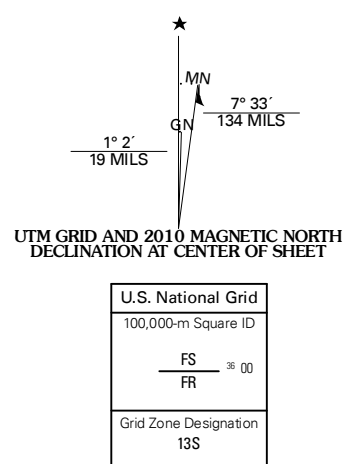 ★
MN
7° 33´
134 MILS
GN
1° 2´
19 MILS
UTM GRID AND 2010 MAGNETIC NORTH
DECLINATION AT CENTER OF SHEET
U.S. National Grid
100,000-m Square ID
FS
36 00
FR
Grid Zone Designation
13S